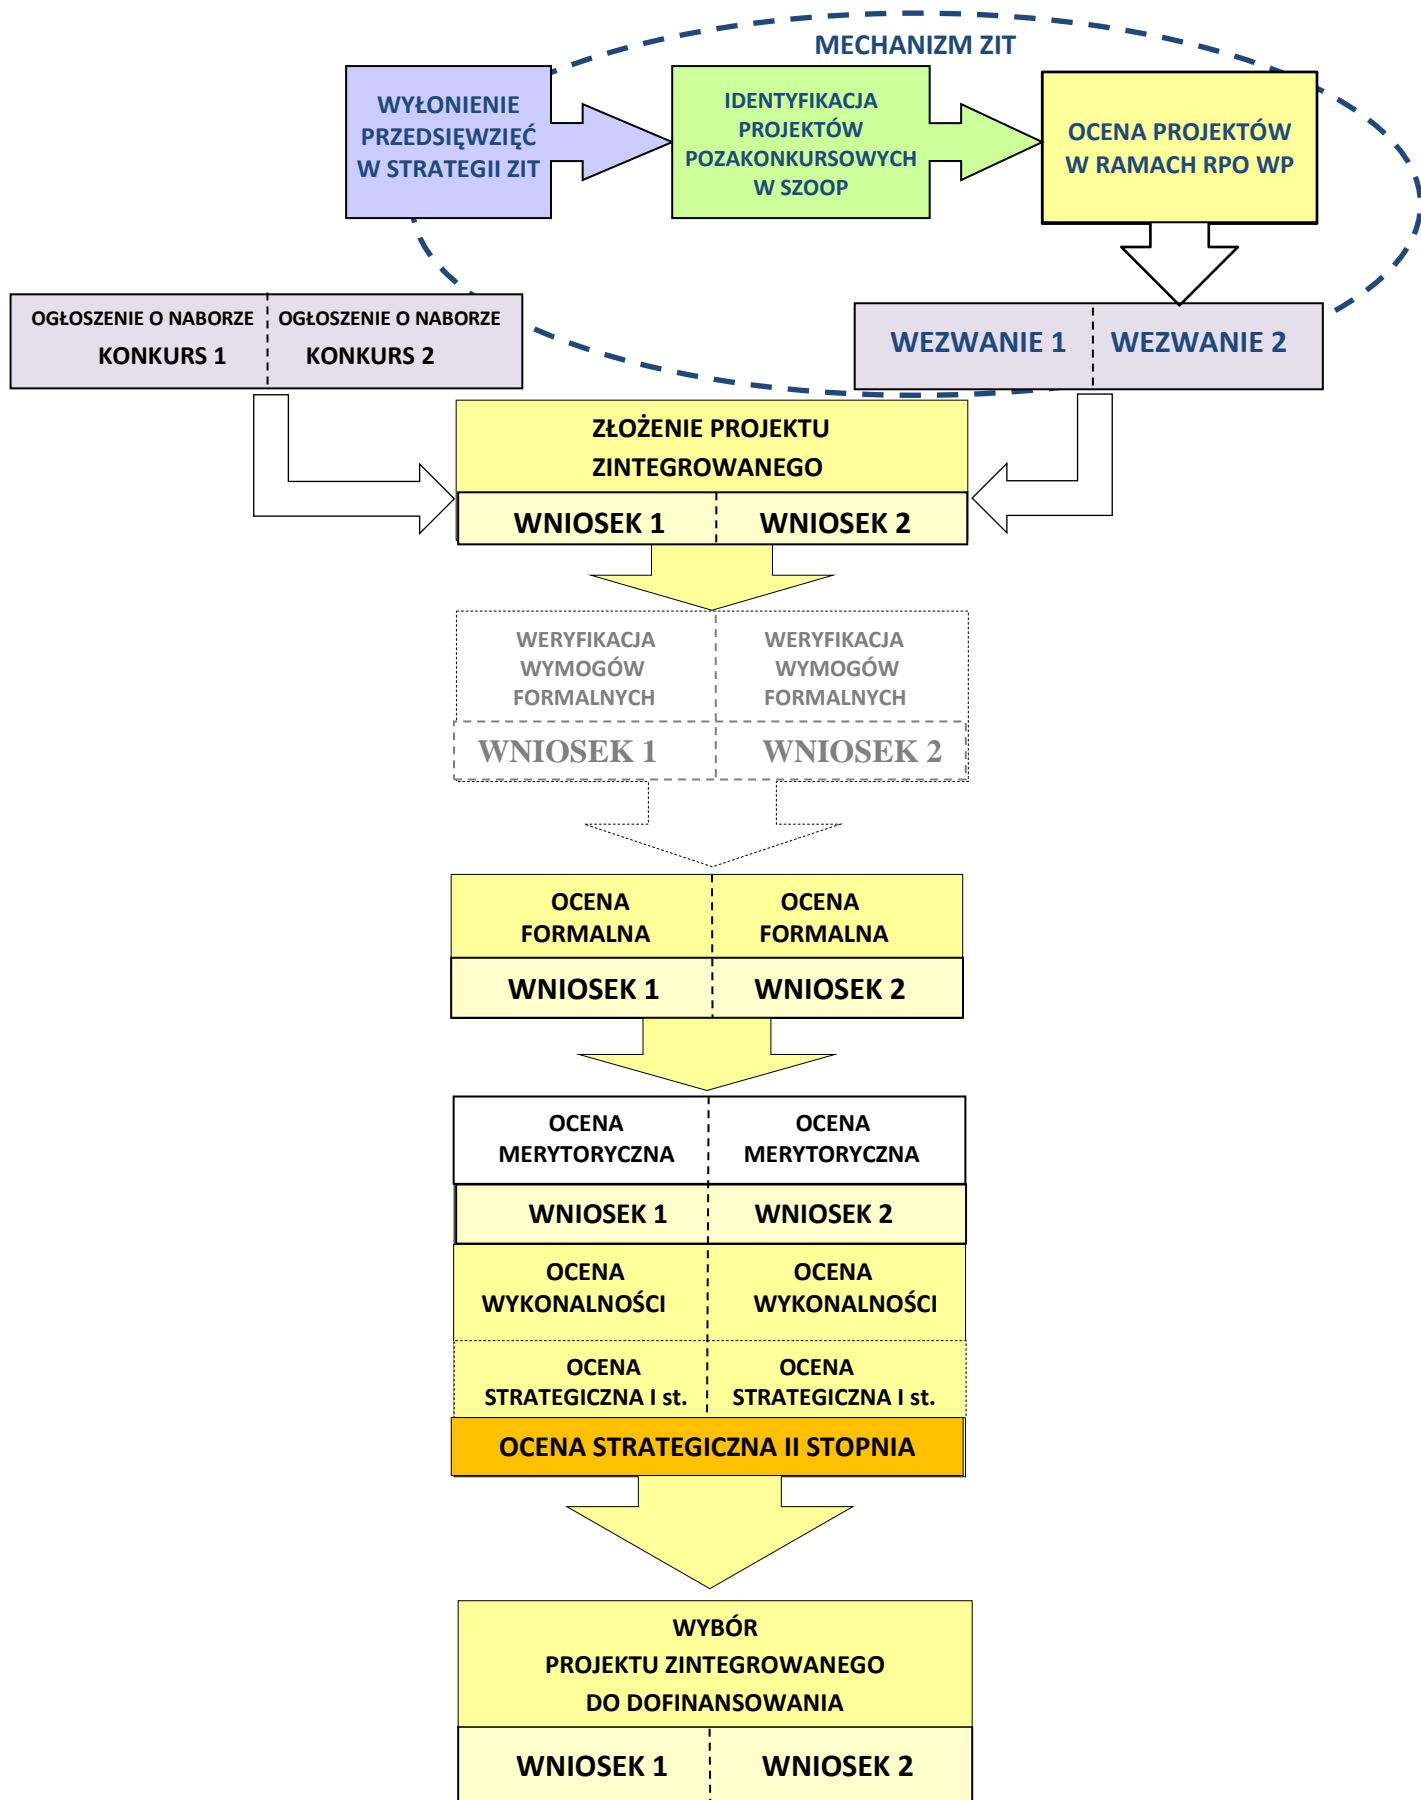 MECHANIZM ZIT
WYŁONIENIE
PRZEDSIĘWZIĘĆ
W STRATEGII ZIT
IDENTYFIKACJA
PROJEKTÓW
POZAKONKURSOWYCH
W SZOOP
OCENA PROJEKTÓW
W RAMACH RPO WP
OGŁOSZENIE O NABORZE
KONKURS 1
OGŁOSZENIE O NABORZE
KONKURS 2
WEZWANIE 1
WEZWANIE 2
ZŁOŻENIE PROJEKTU
ZINTEGROWANEGO
WNIOSEK 1
WNIOSEK 2
WERYFIKACJA
WYMOGÓW
FORMALNYCH
WERYFIKACJA
WYMOGÓW
FORMALNYCH
WNIOSEK 1
WNIOSEK 2
OCENA
FORMALNA
OCENA
FORMALNA
WNIOSEK 1
WNIOSEK 2
OCENA
MERYTORYCZNA
OCENA
MERYTORYCZNA
WNIOSEK 1
WNIOSEK 2
OCENA
WYKONALNOŚCI
OCENA
WYKONALNOŚCI
OCENA
STRATEGICZNA I st.
OCENA
STRATEGICZNA I st.
OCENA STRATEGICZNA II STOPNIA
WYBÓR
PROJEKTU ZINTEGROWANEGO
DO DOFINANSOWANIA
WNIOSEK 1
WNIOSEK 2